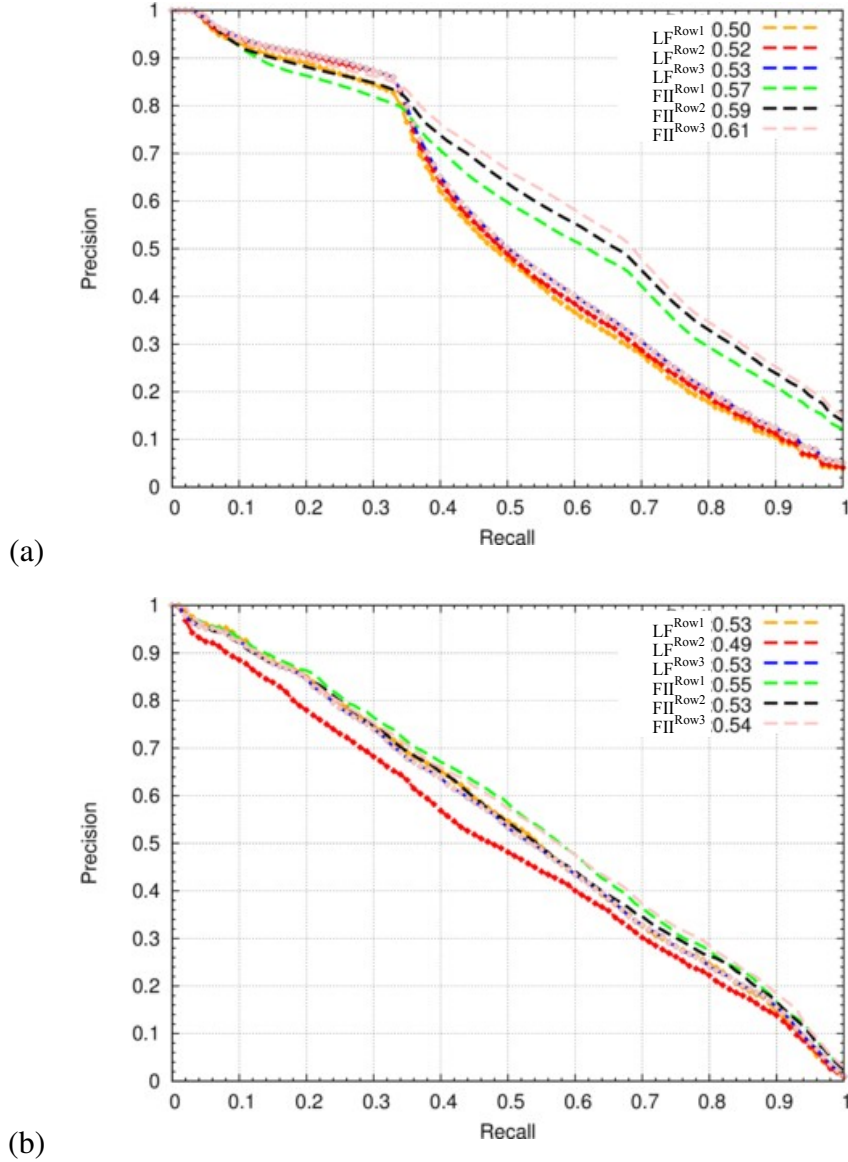 1
0.9
0.8
0.7
0.6
0.5
0.4
0.3
0.2
0.1
0
Precision
LF Row1 0.50
LF Row2 0.52
LF Row3 0.53
FII Row1 0.57
FII Row2 0.59
FII Row3 0.61
0 0.1 0.2 0.3 0.4 0.5 0.6 0.7 0.8 0.9 1
Recall
(a)
1
0.9
0.8
0.7
0.6
0.5
0.4
0.3
0.2
0.1
0
Precision
LF Row1 0.53
LF Row2 0.49
LF Row3 0.53
FII Row1 0.55
FII Row2 0.53
FII Row3 0.54
0 0.1 0.2 0.3 0.4 0.5 0.6 0.7 0.8 0.9 1
Recall
(b)